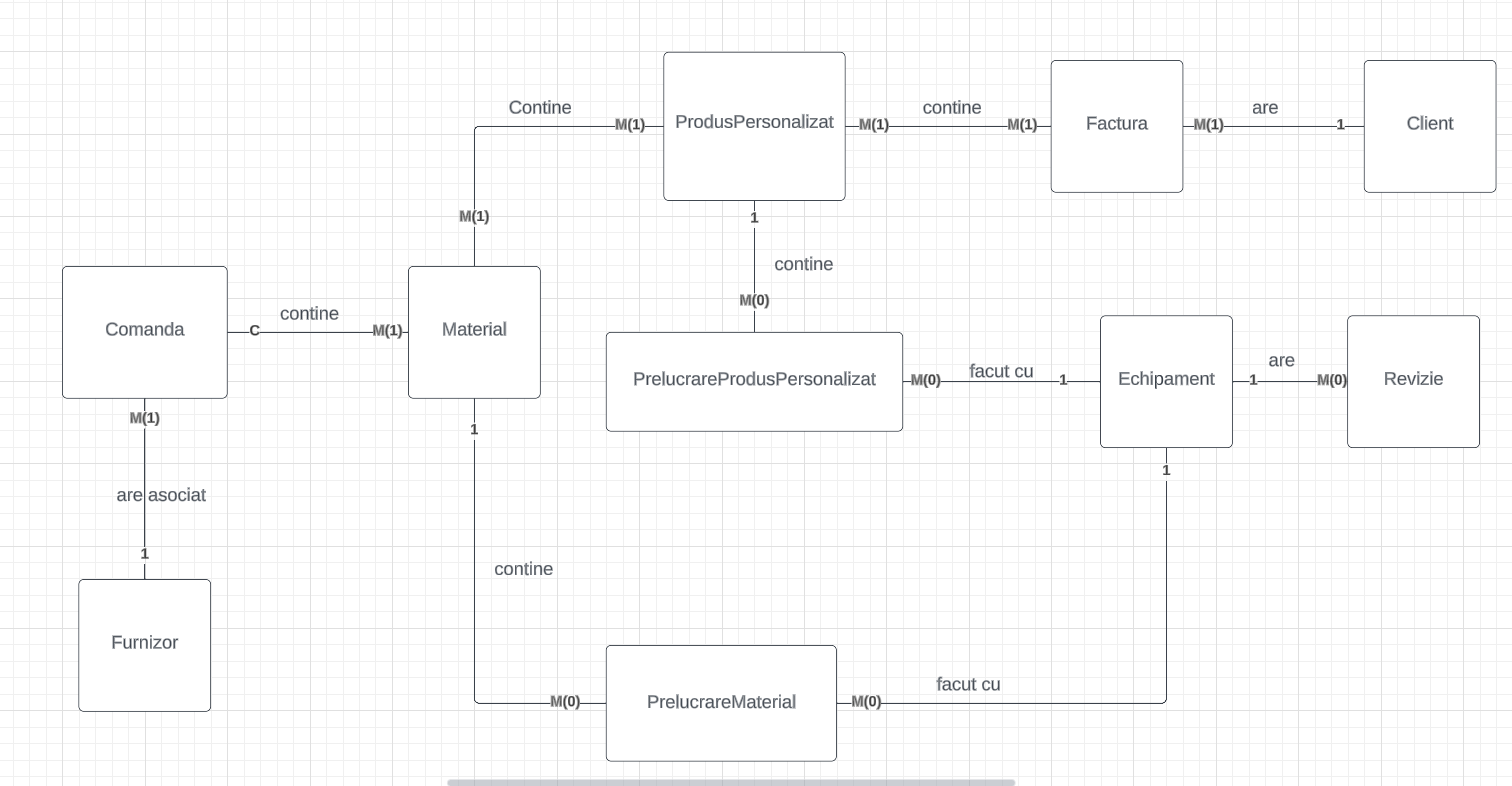 Contine
M(1)
ProdusPersonalizat
M(1)
contine
M(1)
Factura
M(1)
are
1
Client
M(1)
1
contine
M(0)
Comanda
C
contine
M(1)
Material
PrelucrareProdusPersonalizat
M(0)
facut cu
1
Echipament
1
are
M(0)
Revizie
M(1)
are asociat
1
Furnizor
1
contine
M(0)
PrelucrareMaterial
M(0)
facut cu
1